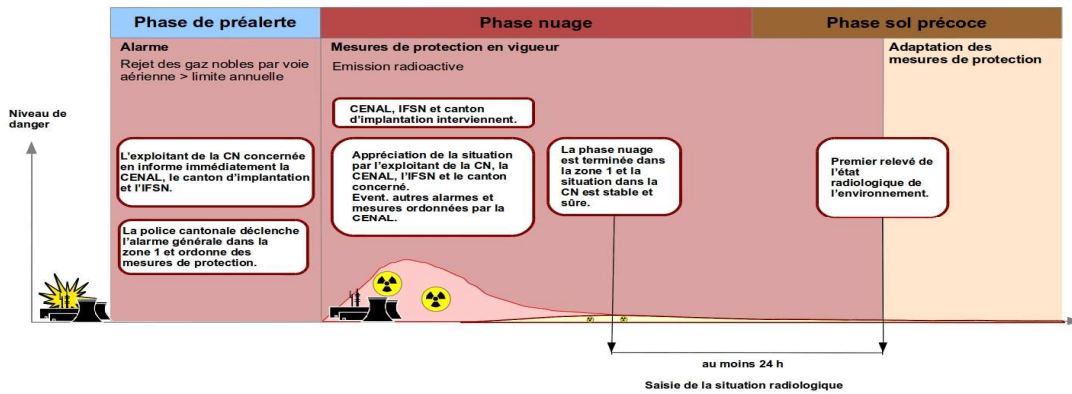 Phase de préalerte
Phase nuage
Phase sol précoce
Alarme
Rejet des gaz nobles par voie
aérienne > limite annuelle
Mesures de protection en vigueur
Emission radioactive
Adaptation des
mesures de protection
Niveau de
danger
CENAL, IFSN et canton
d'implantation interviennent.
L'exploitant de la CN concernée
en informe immédiatement la
CENAL, le canton d'implantation
et l'IFSN.
Appréciation de la situation
par l'exploitant de la CN, la
CENAL, l'IFSN et le canton
concerné.
Event. autres alarmes et
mesures ordonnées par la
CENAL.
La phase nuage
est terminée dans
la zone 1 et la
situation dans la
CN est stable et
sûre.
Premier relevé de
l'état
radiologique de
l'environnement.
La police cantonale déclenche
l'alarme générale dans la
zone 1 et ordonne des
mesures de protection.
au moins 24 h
Saisie de la situation radiologique